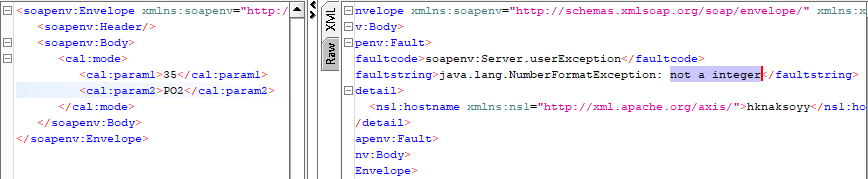 <soapenv:Envelope xmlns:soapenv="http:/
<soapenv:Header/>
<soapenv:Body>
<cal:mode>
<cal:param1>35</cal:param1>
<cal:param2>PO2</cal:param2>
</cal:mode>
</soapenv:Body>
</soapenv:Envelope>
XML
Raw
nvelope xmlns:soapenv="http://schemas.xmlsoap.org/soap/envelope/" xmlns:x
v:Body>
penv:Fault>
faultcode>soapenv:Server.userException</faultcode>
faultstring>java.lang.NumberFormatException: not a integer</faultstring>
detail>
<ns1:hostname xmlns:ns1="http://xml.apache.org/axis/">hknaksoyy</ns1:ho
/detail>
apenv:Fault>
nv:Body>
Envelope>